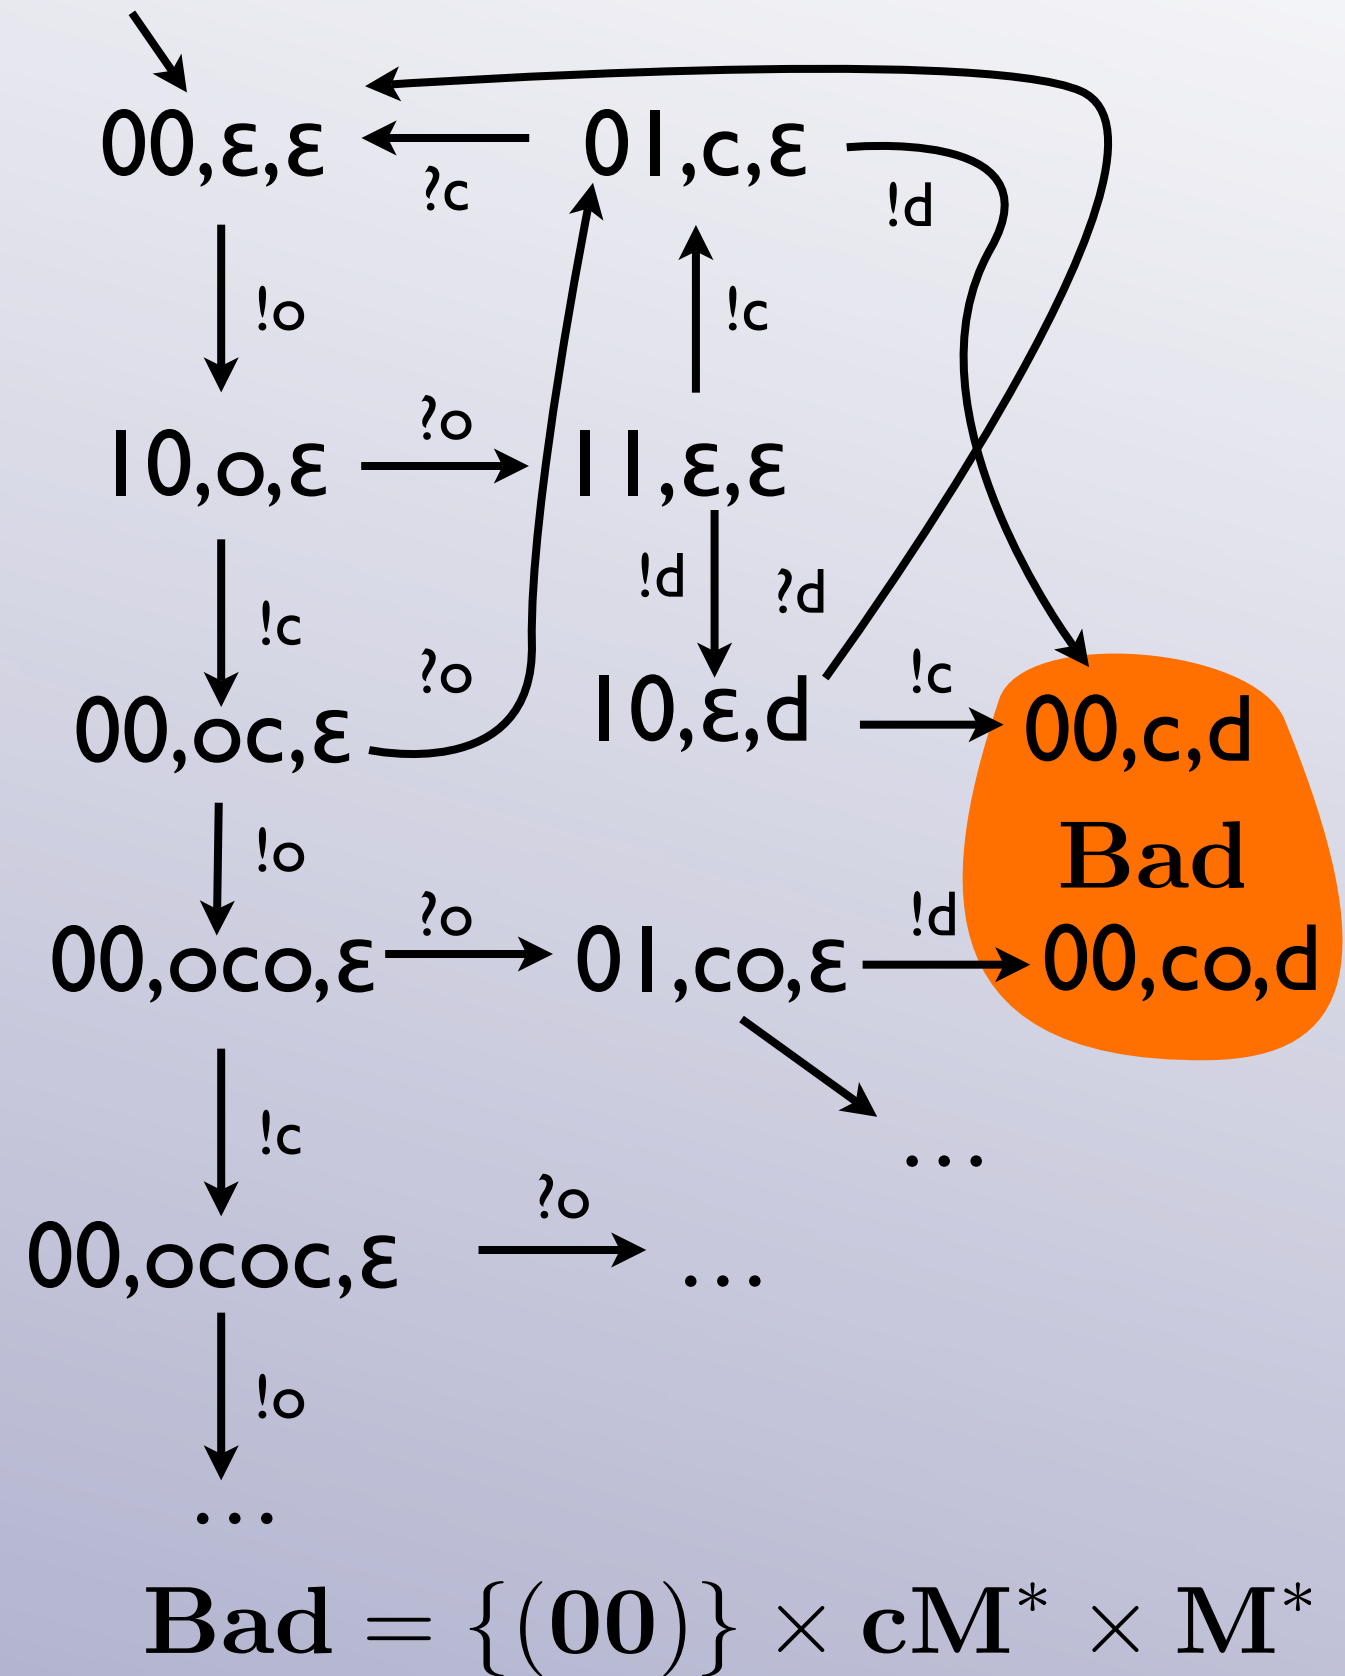 00,ε,ε
01,c,ε
?c
!d
!o
!c
?o
10,o,ε
11,ε,ε
!d
?d
!c
?o
!c
00,oc,ε
10,ε,d
00,c,d
!o
Bad
?o
!d
00,oco,ε
01,co,ε
00,co,d
!c
...
?o
00,ococ,ε
...
!o
...
Bad = {(00)} × cM* × M*